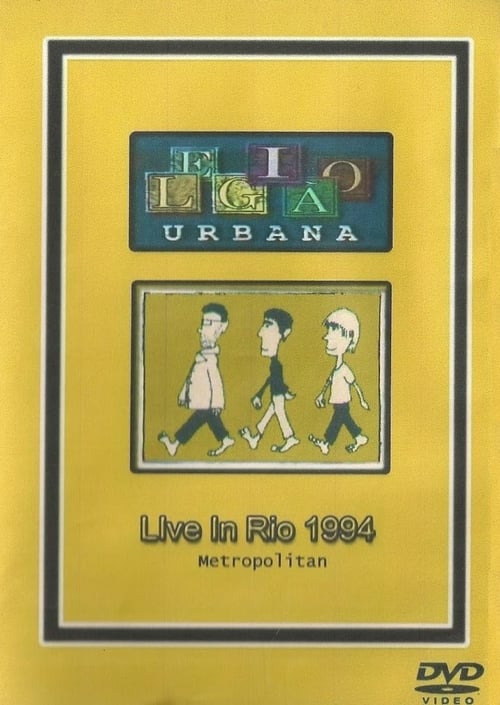 LEGIÃO
URBANA
Live In Rio 1994
Metropolitan
DVD
VIDEO